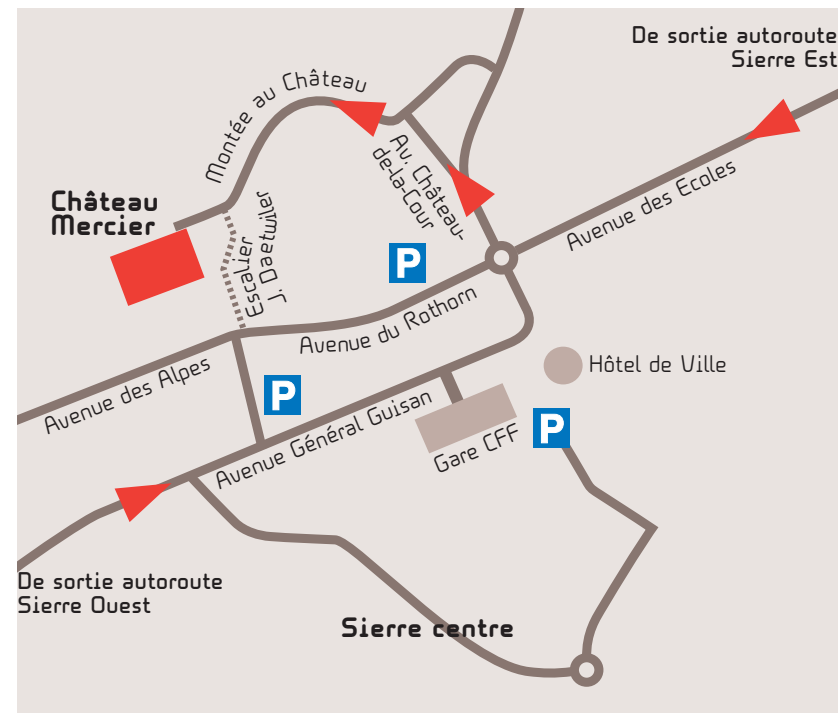 De sortie autoroute
Sierre Est
Montée au Château
Av. Château-
de-la-Cour
Avenue des Ecoles
Château
Mercier
Escalier
J. Daetwiler
P
Avenue du Rothorn
Hôtel de Ville
Avenue des Alpes
P
Avenue Général Guisan
P
Gare CFF
De sortie autoroute
Sierre Ouest
Sierre centre